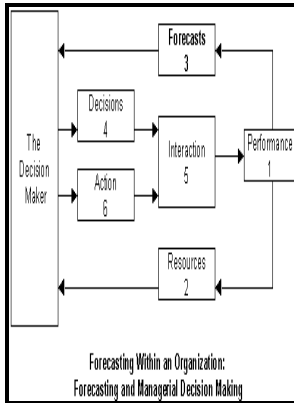 Forecasts
3
Decisions
4
The
Decision
Maker
Interaction
5
Performance
1
Action
6
Resources
2
Forecasting Within an Organization:
Forecasting and Managerial Decision Making